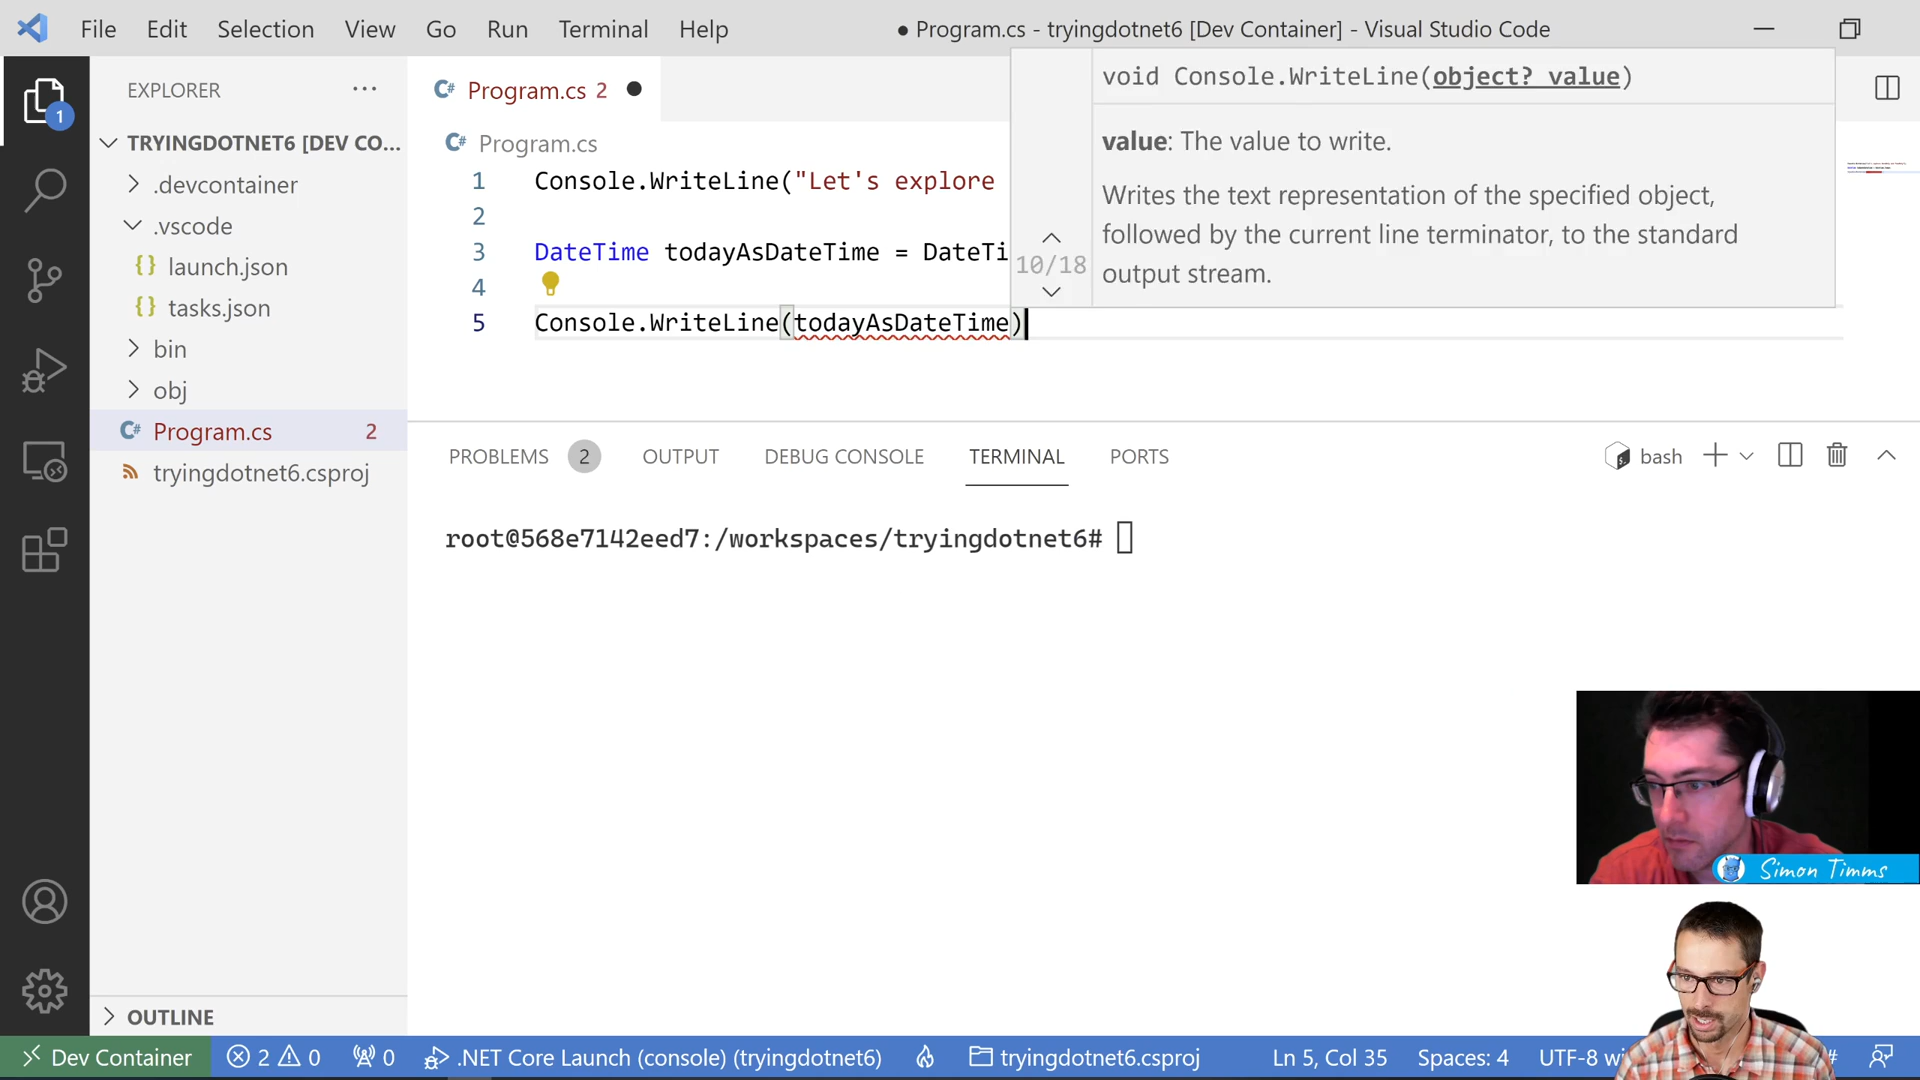 File Edit Selection View Go Run Terminal Help
● Program.cs - tryingdotnet6 [Dev Container] - Visual Studio Code
EXPLORER ···
TRYINGDOTNET6 [DEV CO...
.devcontainer
.vscode
launch.json
tasks.json
bin
obj
Program.cs 2
tryingdotnet6.csproj
OUTLINE
1
Program.cs 2
Program.cs
1 Console.WriteLine("Let's explore
2
3 DateTime todayAsDateTime = DateTi
4
5 Console.WriteLine(todayAsDateTime)
void Console.WriteLine(object? value)
value: The value to write.
Writes the text representation of the specified object,
followed by the current line terminator, to the standard
output stream.
10/18
PROBLEMS 2 OUTPUT DEBUG CONSOLE TERMINAL PORTS
bash
root@568e7142eed7:/workspaces/tryingdotnet6#
Simon Timms
Dev Container 2 0 0 .NET Core Launch (console) (tryingdotnet6) tryingdotnet6.csproj Ln 5, Col 35 Spaces: 4 UTF-8